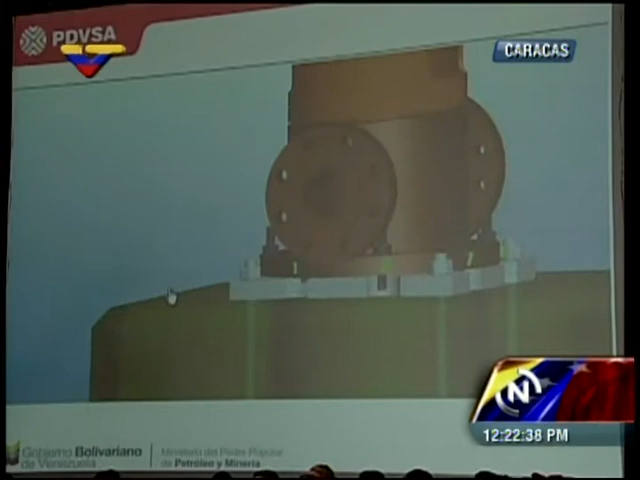 PDVSA
CARACAS
N
12:22:38 PM
Gobierno Bolivariano
de Venezuela
Ministerio del Poder Popular
de Petróleo y Minería